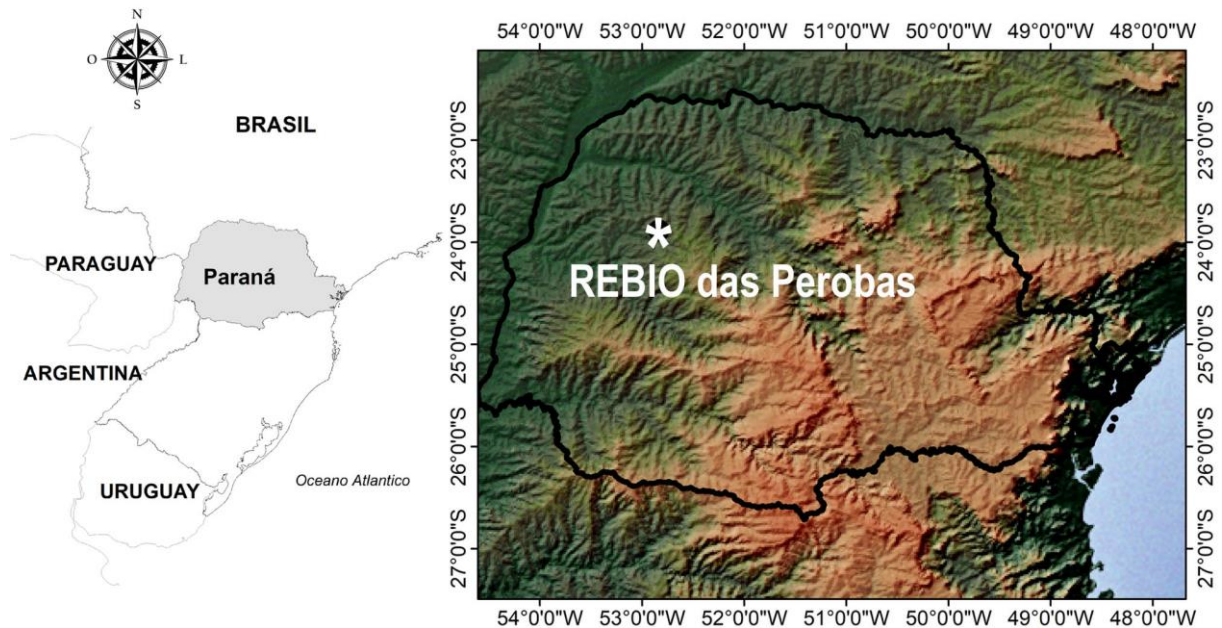 N
O
L
S
BRASIL
PARAGUAY
Paraná
ARGENTINA
URUGUAY
Oceano Atlantico
54°0'0"W 53°0'0"W 52°0'0"W 51°0'0"W 50°0'0"W 49°0'0"W 48°0'0"W
23°0'0"S
24°0'0"S
25°0'0"S
26°0'0"S
27°0'0"S
*
REBIO das Perobas
23°0'0"S
24°0'0"S
25°0'0"S
26°0'0"S
27°0'0"S
54°0'0"W 53°0'0"W 52°0'0"W 51°0'0"W 50°0'0"W 49°0'0"W 48°0'0"W